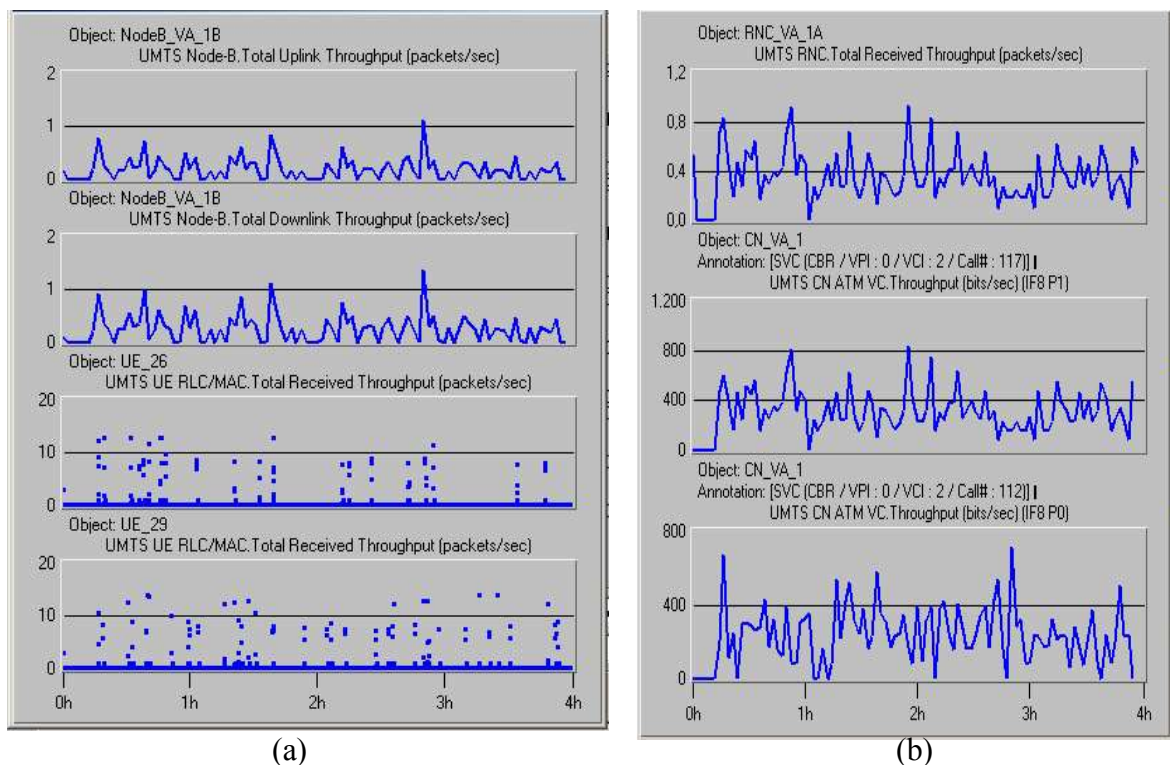 Object: NodeB_VA_1B
UMTS Node-B.Total Uplink Throughput (packets/sec)
2
1
0
Object: NodeB_VA_1B
UMTS Node-B.Total Downlink Throughput (packets/sec)
2
1
0
Object: UE_26
UMTS UE RLC/MAC.Total Received Throughput (packets/sec)
20
10
0
Object: UE_29
UMTS UE RLC/MAC.Total Received Throughput (packets/sec)
20
10
0
0h 1h 2h 3h 4h
(a)
Object: RNC_VA_1A
UMTS RNC.Total Received Throughput (packets/sec)
1,2
0,8
0,4
0,0
Object: CN_VA_1
Annotation: [SVC (CBR / VPI : 0 / VCI : 2 / Call# : 117)] |
UMTS CN ATM VC.Throughput (bits/sec) (IF8 P1)
1.200
800
400
0
Object: CN_VA_1
Annotation: [SVC (CBR / VPI : 0 / VCI : 2 / Call# : 112)] |
UMTS CN ATM VC.Throughput (bits/sec) (IF8 P0)
800
400
0
0h 1h 2h 3h 4h
(b)